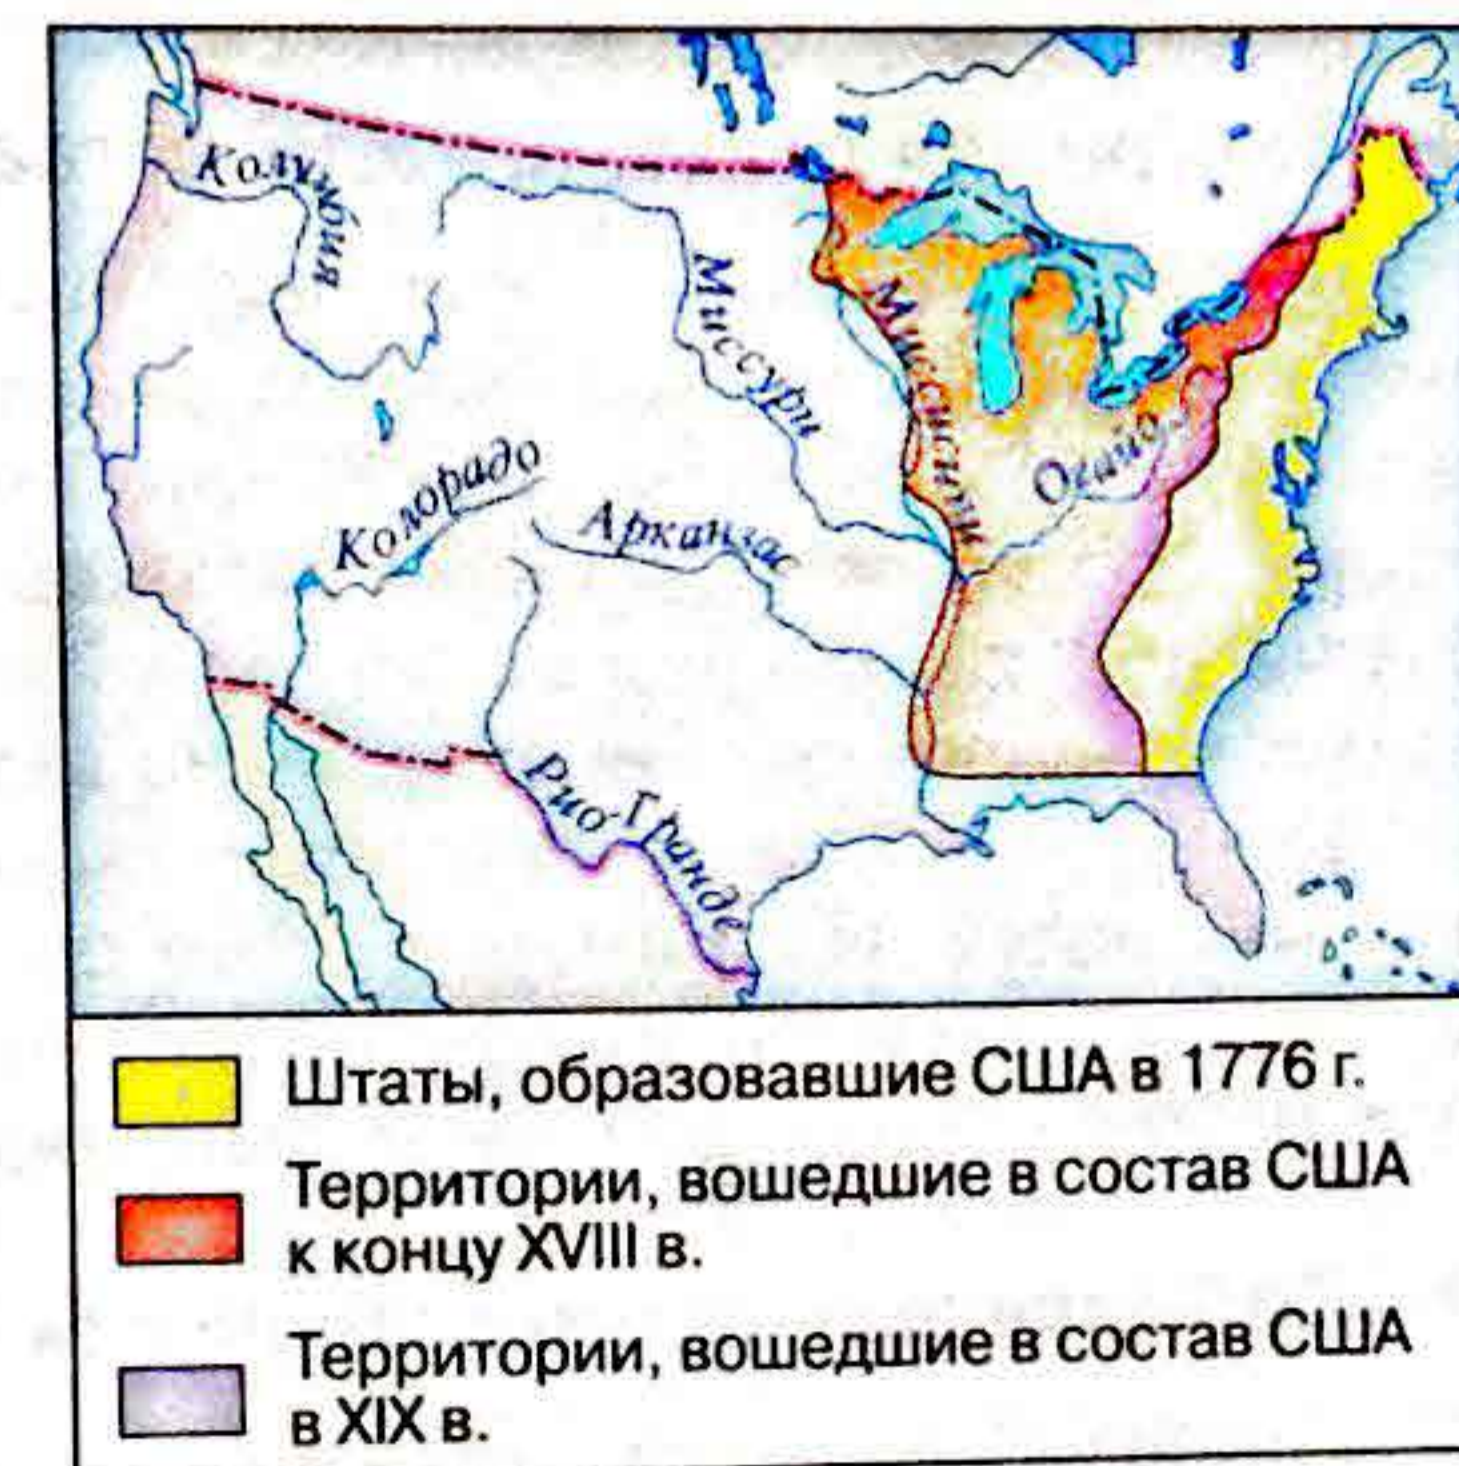 Колумбия
Миссури
Миссисипи
Огайо
Колорадо
Арканзас
Рио-Гранде
Штаты, образовавшие США в 1776 г.
Территории, вошедшие в состав США
к концу XVIII в.
Территории, вошедшие в состав США
в XIX в.